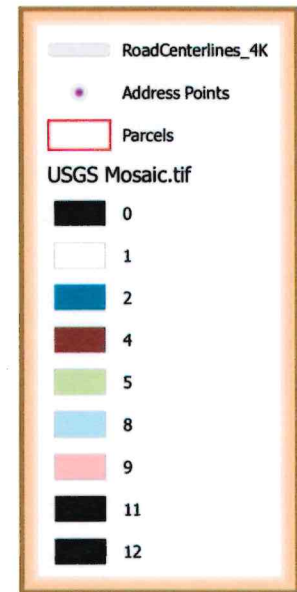 RoadCenterlines_4K
Address Points
Parcels
USGS Mosaic.tif
0
1
2
4
5
8
9
11
12